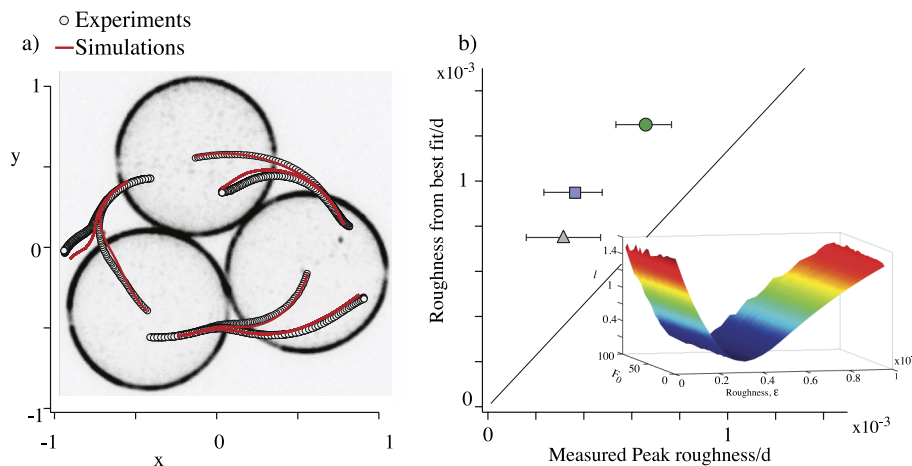 Experiments
Simulations
a)
1
y
0
-1
-1
0
1
x
b)
x10⁻³
Roughness from best fit/d
1
0
0
1
x10⁻³
Measured Peak roughness/d
1.4
l
1
0.4
100
50
0
F₀
0
0.2
0.4
0.6
0.8
1
Roughness, ε